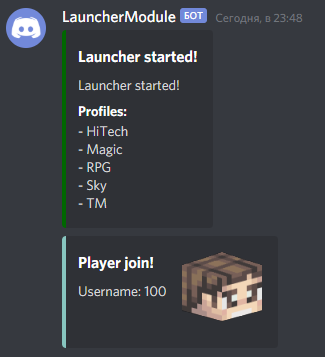 LauncherModule БОТ Сегодня, в 23:48
Launcher started!
Launcher started!
Profiles:
- HiTech
- Magic
- RPG
- Sky
- TM
Player join!
Username: 100